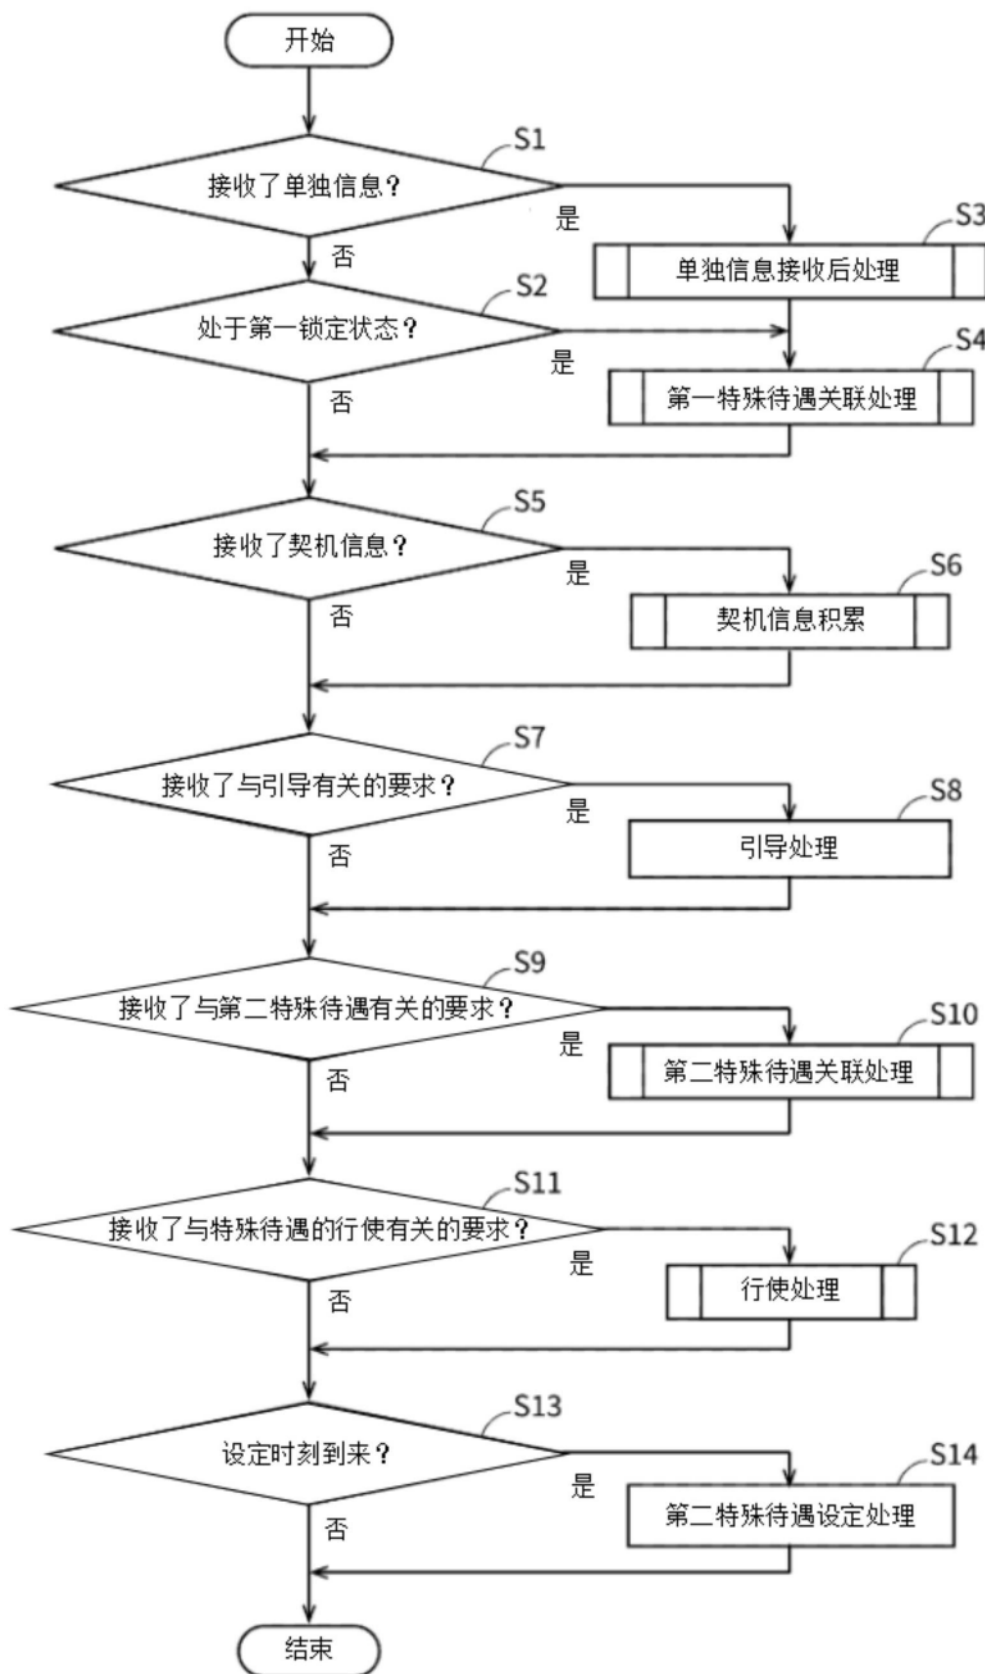 开始
S1
接收了单独信息？
是
否
S3
单独信息接收后处理
S2
处于第一锁定状态？
是
否
S4
第一特殊待遇关联处理
S5
接收了契机信息？
是
否
S6
契机信息积累
S7
接收了与引导有关的要求？
是
否
S8
引导处理
S9
接收了与第二特殊待遇有关的要求？
是
否
S10
第二特殊待遇关联处理
S11
接收了与特殊待遇的行使有关的要求？
是
否
S12
行使处理
S13
设定时刻到来？
是
否
S14
第二特殊待遇设定处理
结束